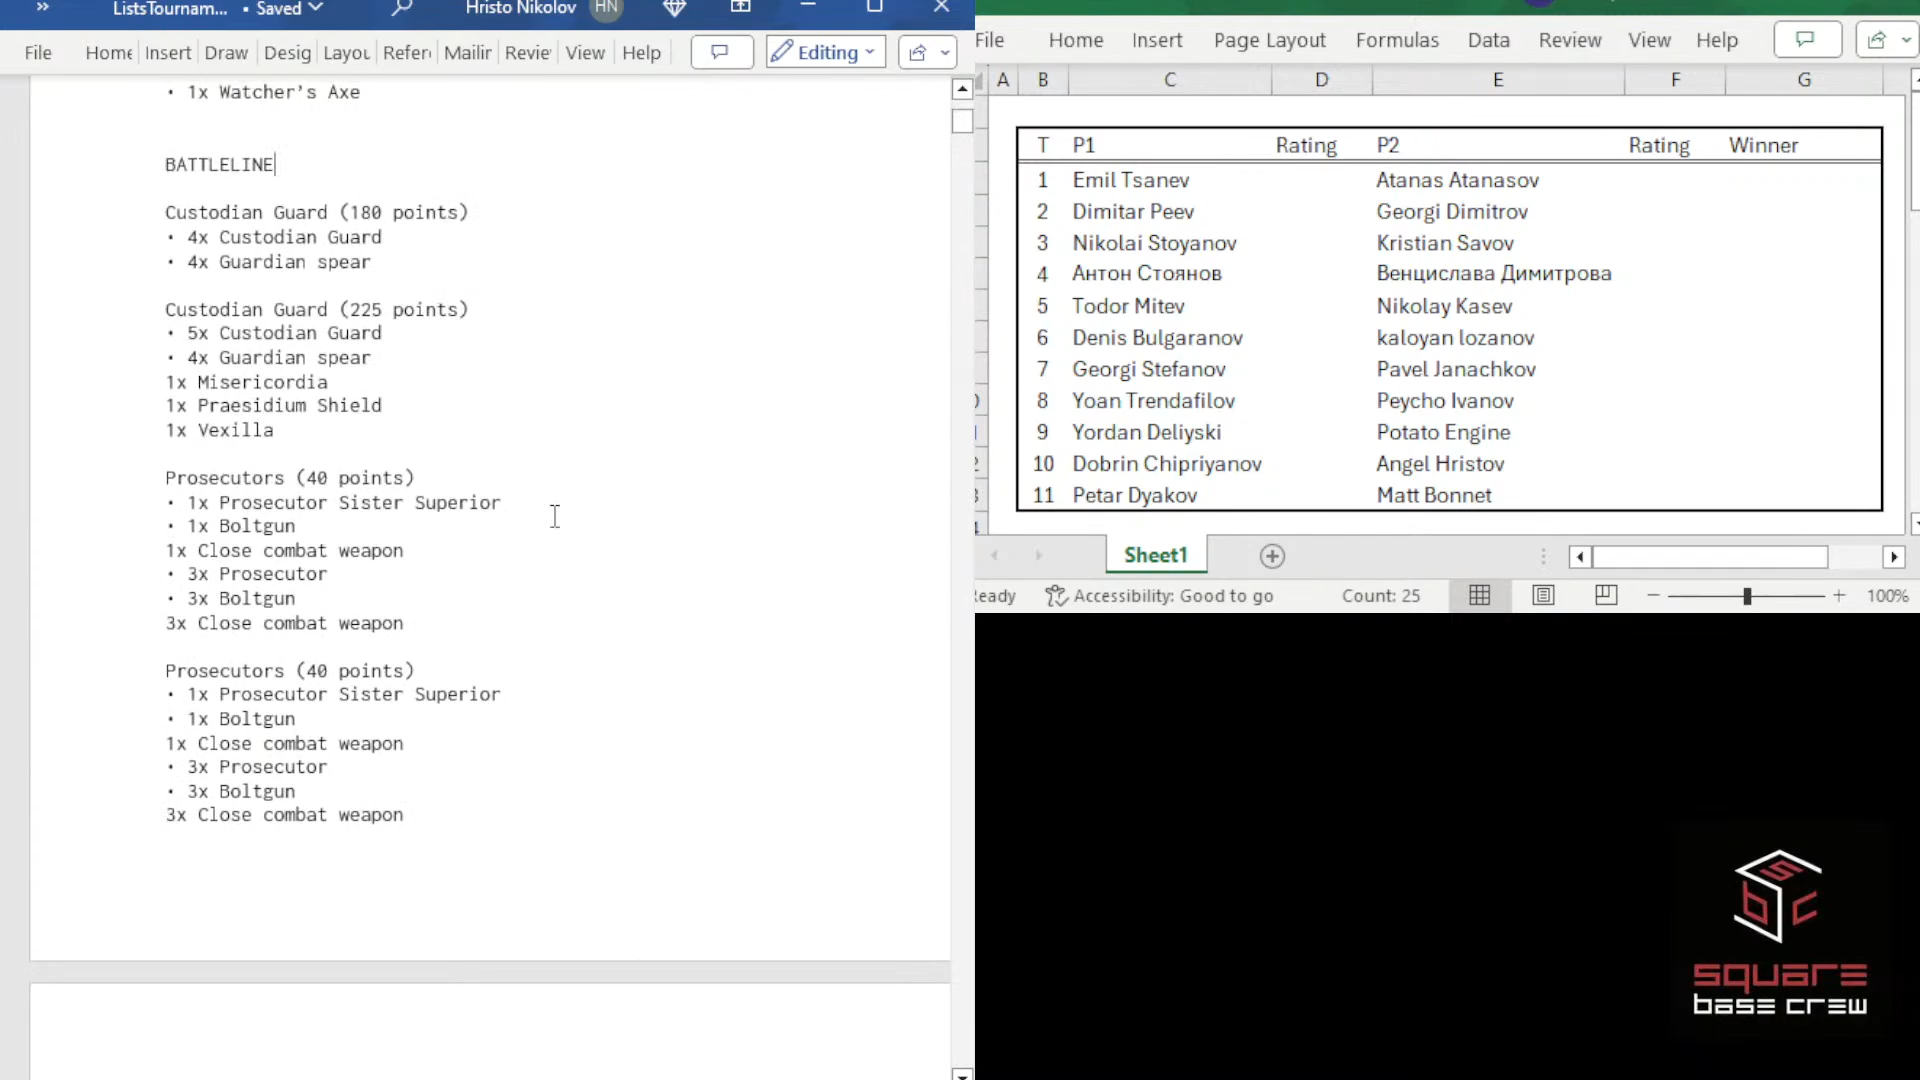 ListsTournam... • Saved
Hristo Nikolov HN
File Home Insert Draw Desig Layou Refer Mailin Revie View Help Editing
• 1x Watcher's Axe
BATTLELINE
Custodian Guard (180 points)
• 4x Custodian Guard
• 4x Guardian spear
Custodian Guard (225 points)
• 5x Custodian Guard
• 4x Guardian spear
1x Misericordia
1x Praesidium Shield
1x Vexilla
Prosecutors (40 points)
• 1x Prosecutor Sister Superior
• 1x Boltgun
1x Close combat weapon
• 3x Prosecutor
• 3x Boltgun
3x Close combat weapon
Prosecutors (40 points)
• 1x Prosecutor Sister Superior
• 1x Boltgun
1x Close combat weapon
• 3x Prosecutor
• 3x Boltgun
3x Close combat weapon
File Home Insert Page Layout Formulas Data Review View Help
A B C D E F G
T P1 Rating P2 Rating Winner
1 Emil Tsanev Atanas Atanasov
2 Dimitar Peev Georgi Dimitrov
3 Nikolai Stoyanov Kristian Savov
4 Антон Стоянов Венцислава Димитрова
5 Todor Mitev Nikolay Kasev
6 Denis Bulgaranov kaloyan lozanov
7 Georgi Stefanov Pavel Janachkov
8 Yoan Trendafilov Peycho Ivanov
9 Yordan Deliyski Potato Engine
10 Dobrin Chipriyanov Angel Hristov
11 Petar Dyakov Matt Bonnet
Sheet1
Ready Accessibility: Good to go Count: 25 100%
sbc
square
base crew